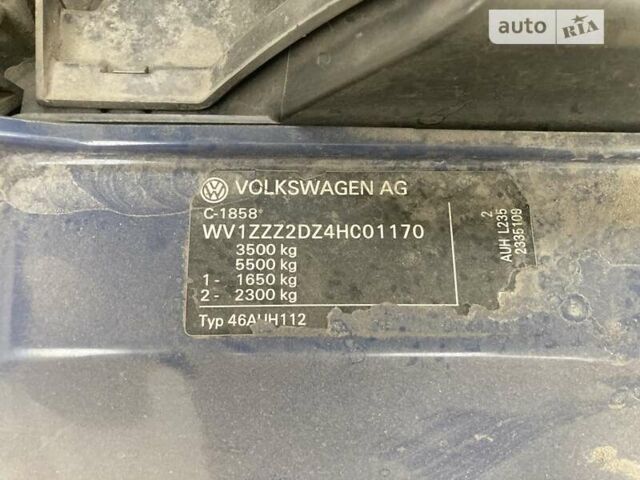 auto RIA
VOLKSWAGEN AG
C-1858*
WV1ZZZ2DZ4HC01170
3500 kg
5500 kg
1 - 1650 kg
2 - 2300 kg
Typ 46AUH112
2
AUH L235
2335109